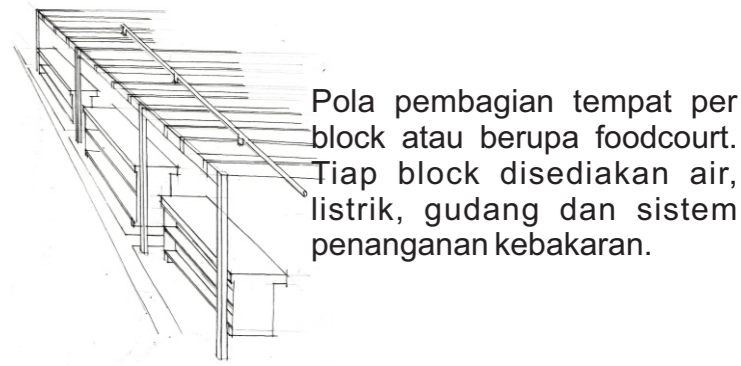 Pola pembagian tempat per
block atau berupa foodcourt.
Tiap block disediakan air,
listrik, gudang dan sistem
penanganan kebakaran.